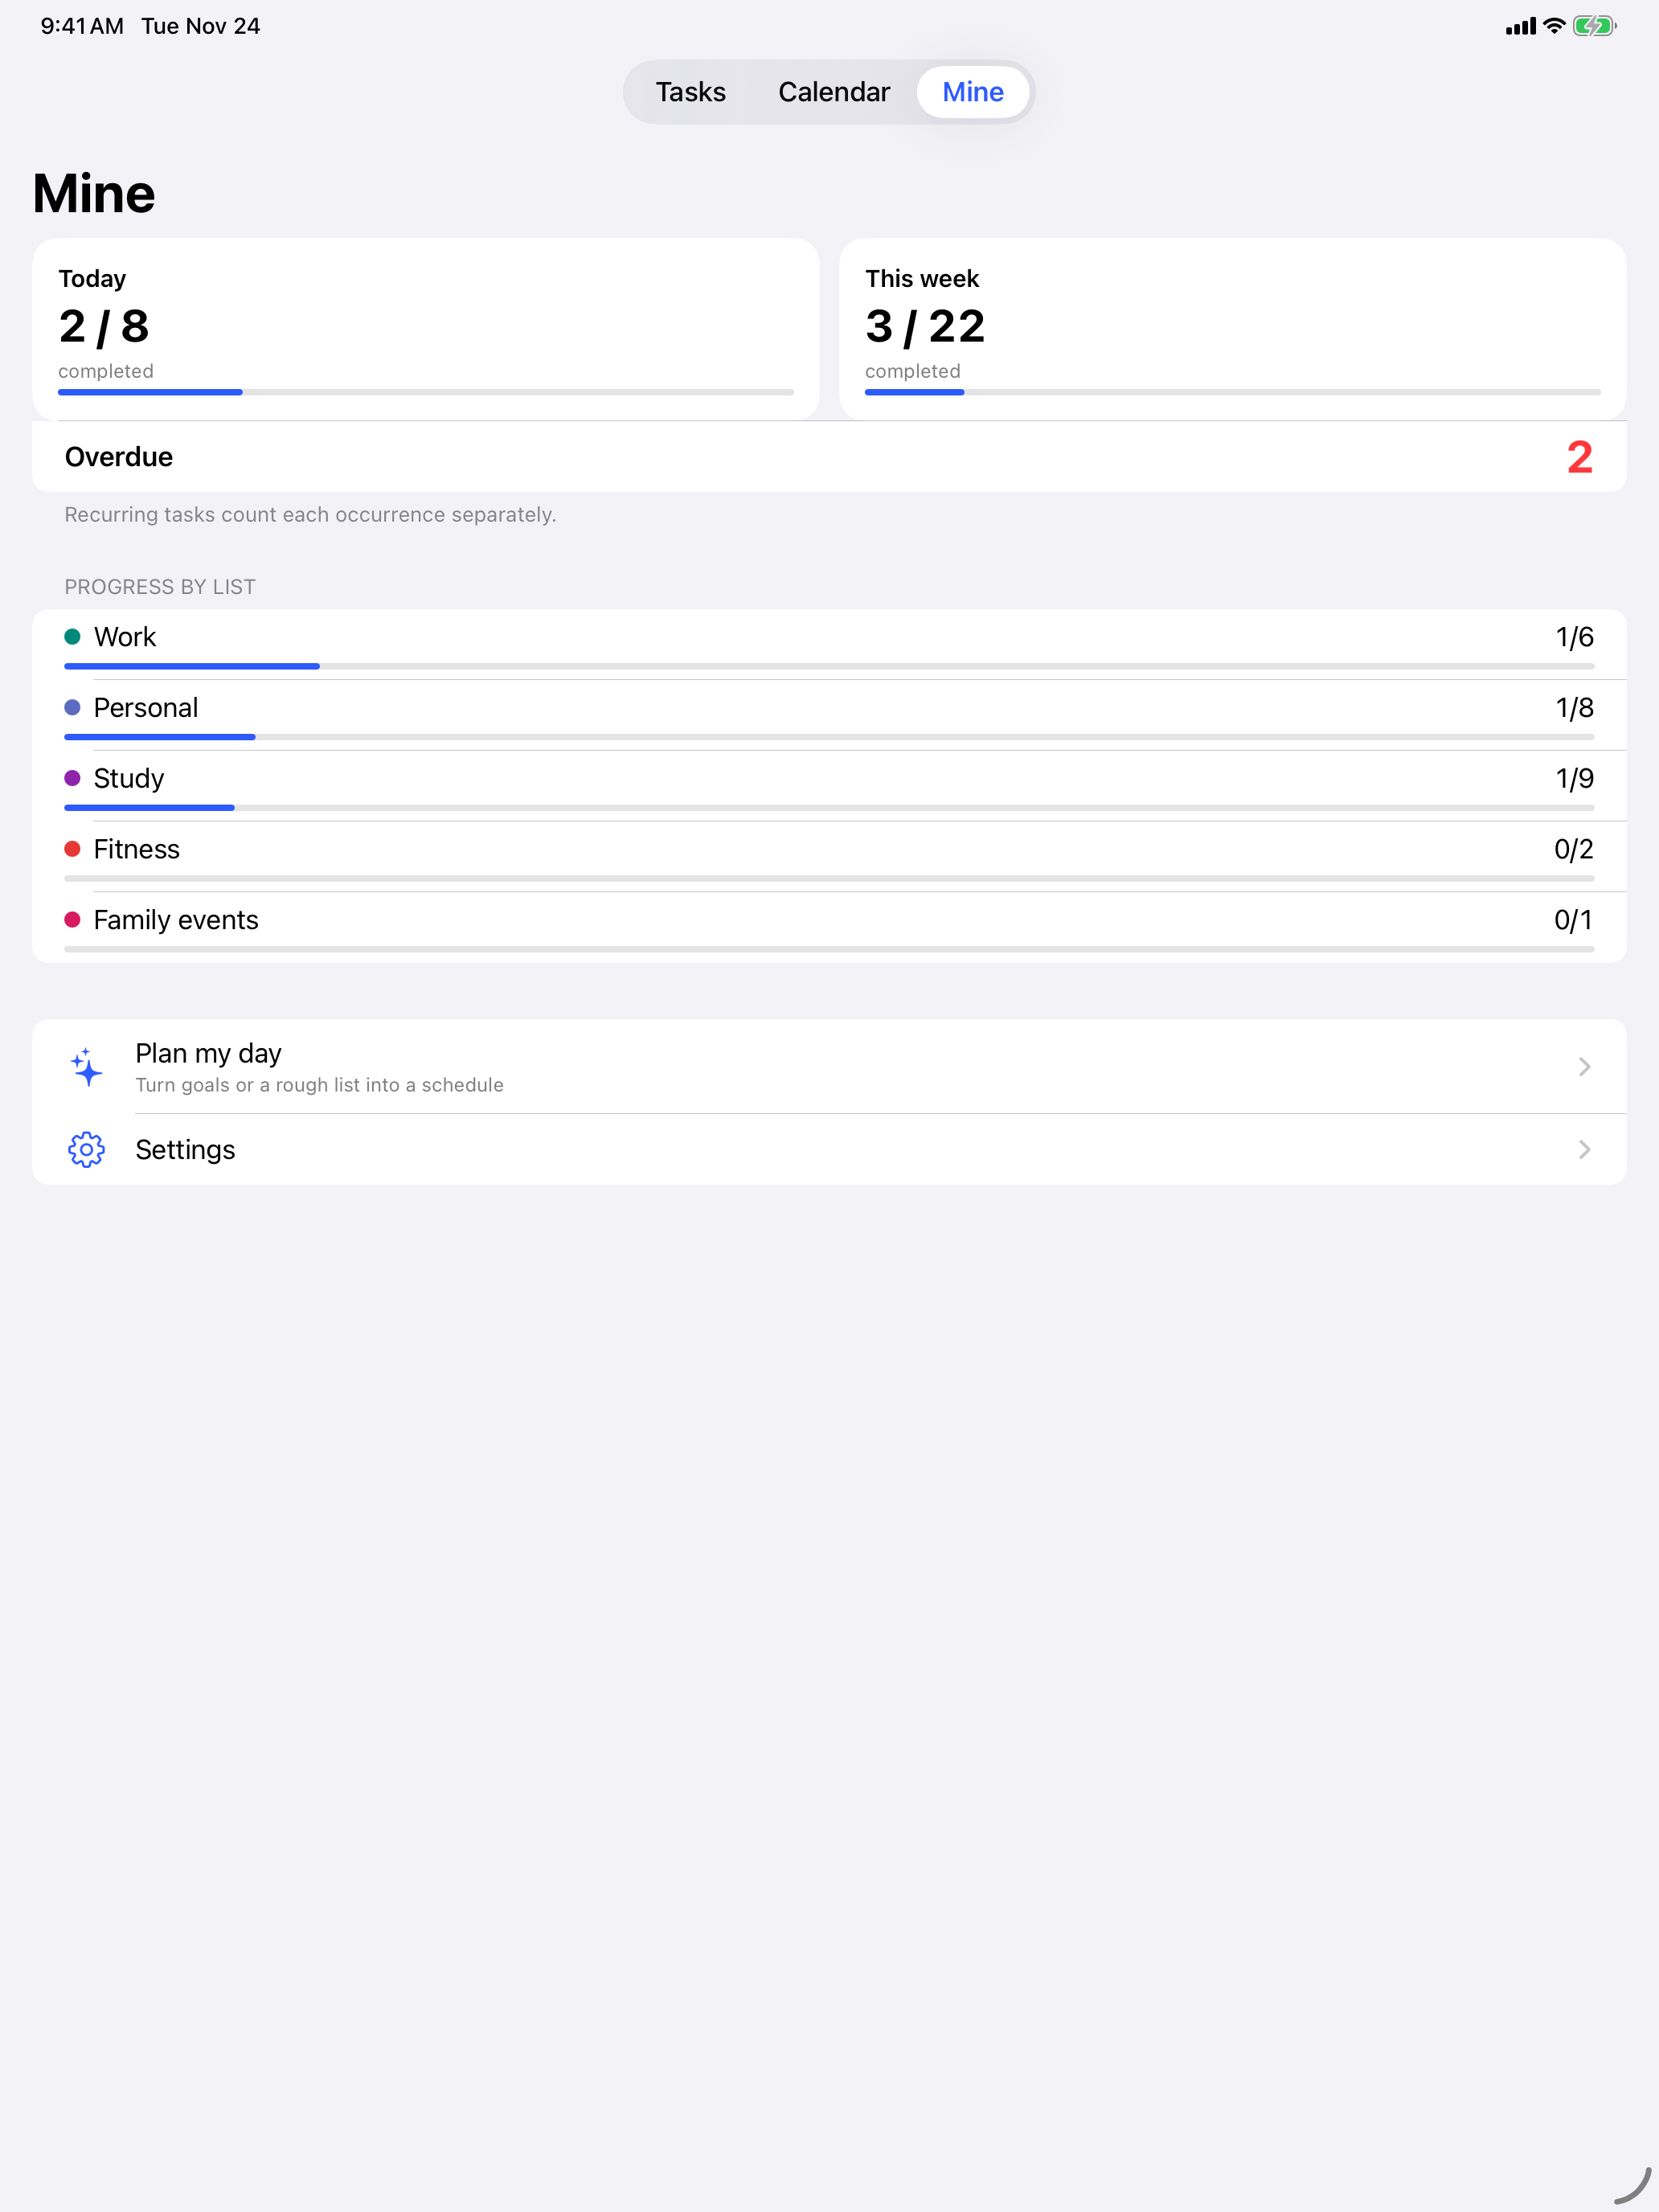 9:41 AM Tue Nov 24
Tasks Calendar Mine
Mine
Today
2 / 8
completed
This week
3 / 22
completed
Overdue 2
Recurring tasks count each occurrence separately.
PROGRESS BY LIST
Work 1/6
Personal 1/8
Study 1/9
Fitness 0/2
Family events 0/1
Plan my day
Turn goals or a rough list into a schedule
Settings